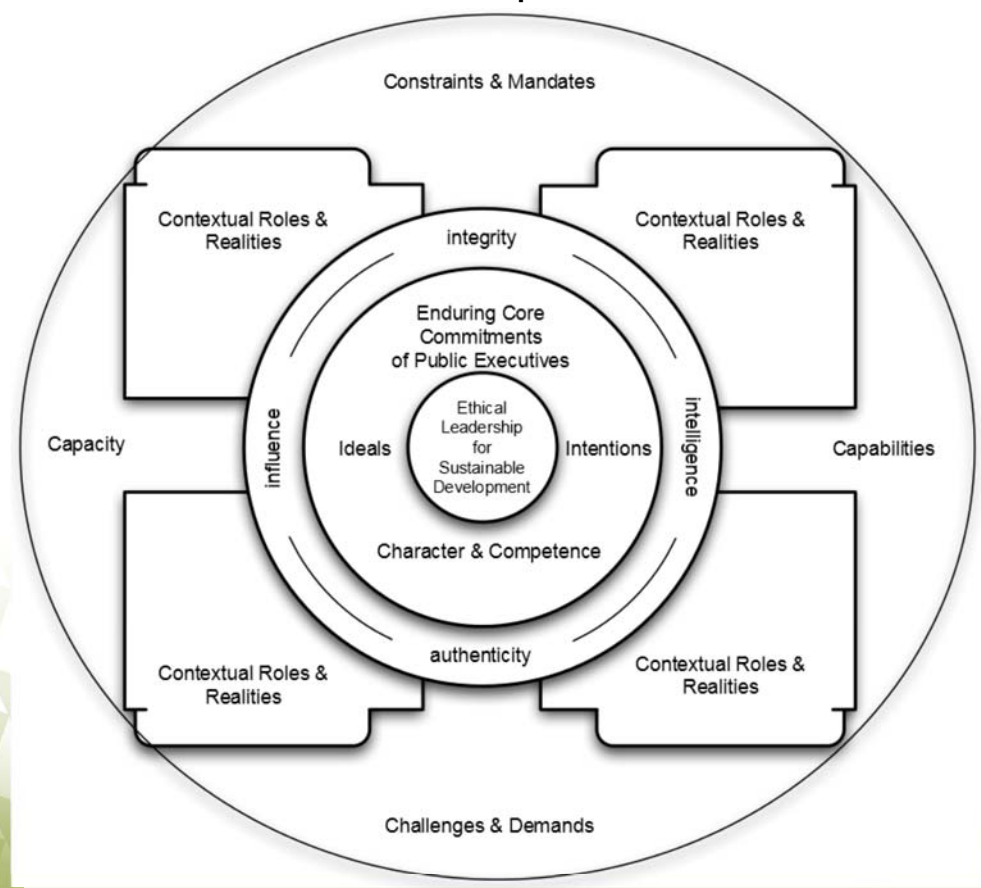 Constraints & Mandates
Contextual Roles &
Realities
Contextual Roles &
Realities
integrity
Enduring Core
Commitments
of Public Executives
influence
Ideals
Ethical
Leadership
for
Sustainable
Development
Intentions
intelligence
Capacity
Capabilities
Character & Competence
authenticity
Contextual Roles &
Realities
Contextual Roles &
Realities
Challenges & Demands